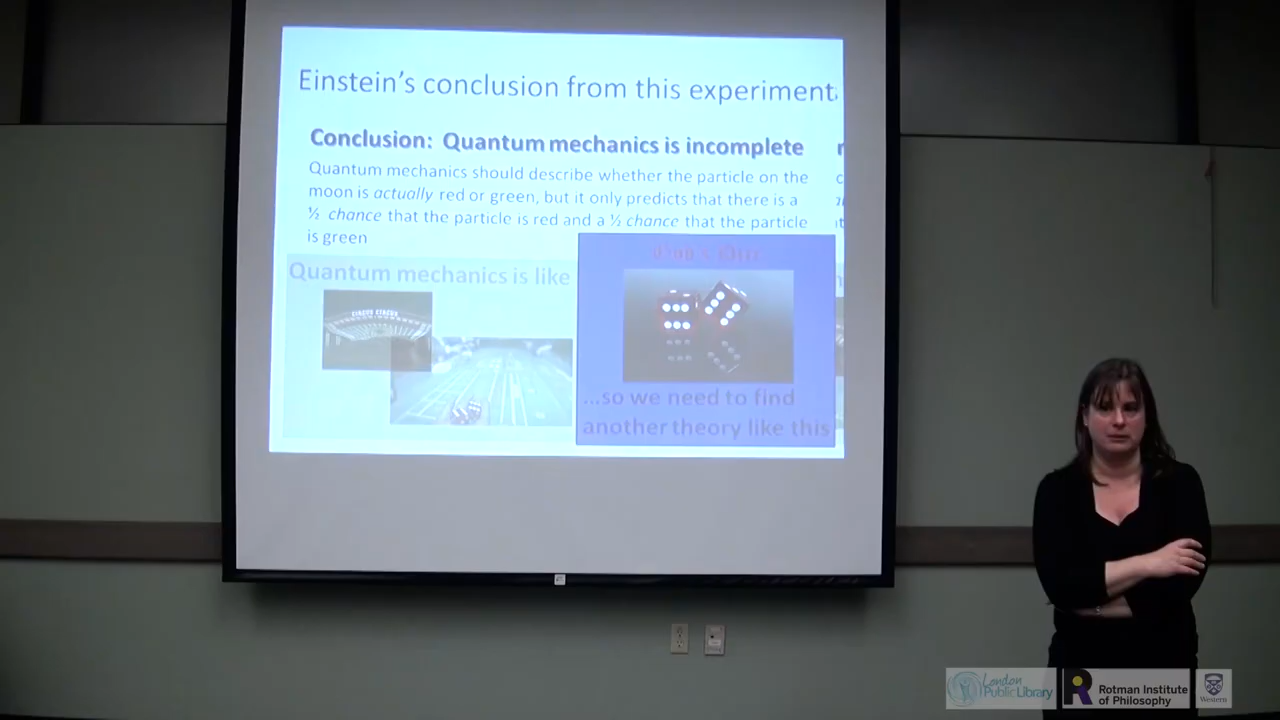 Einstein's conclusion from this experiment
Conclusion: Quantum mechanics is incomplete
Quantum mechanics should describe whether the particle on the
moon is actually red or green, but it only predicts that there is a
½ chance that the particle is red and a ½ chance that the particle
is green
Quantum mechanics is like
CIRCUS CIRCUS
...so we need to find
another theory like this
London
Public Library
Rotman Institute
of Philosophy
Western